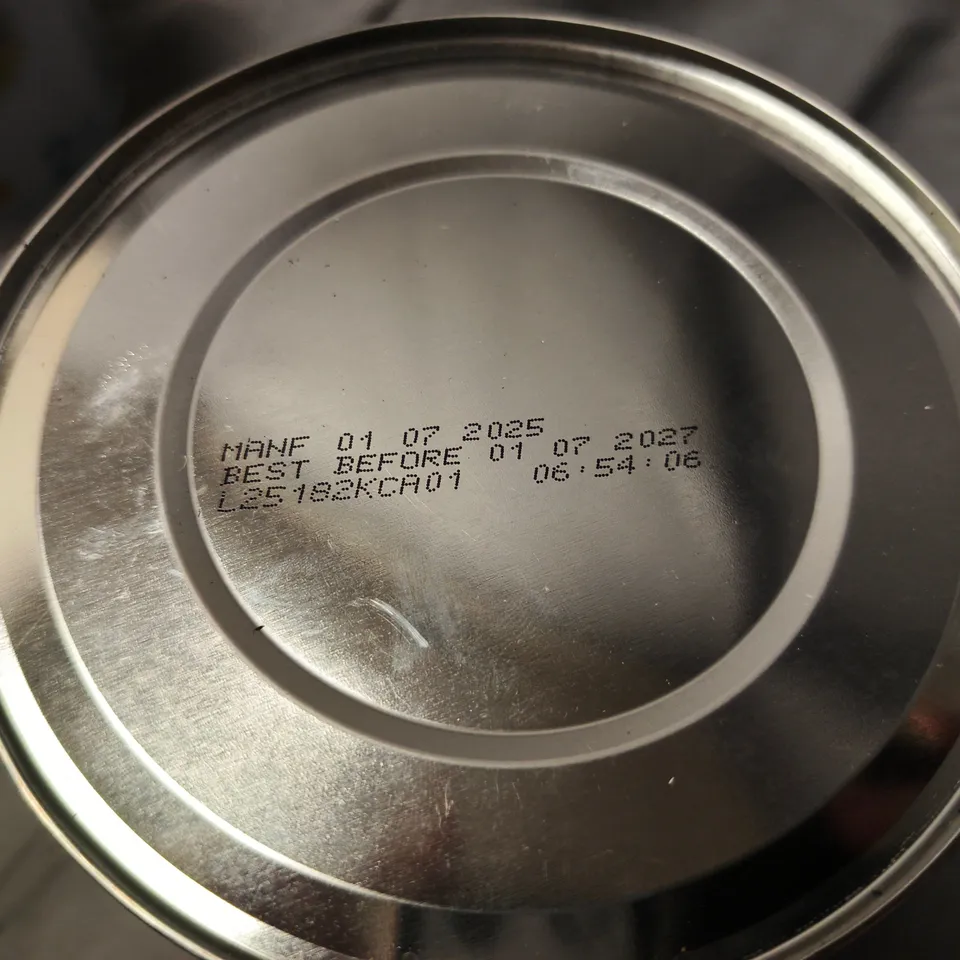 MANF 01 07 2025
BEST BEFORE 01 07 2027
L25182KCA01 06:54:06